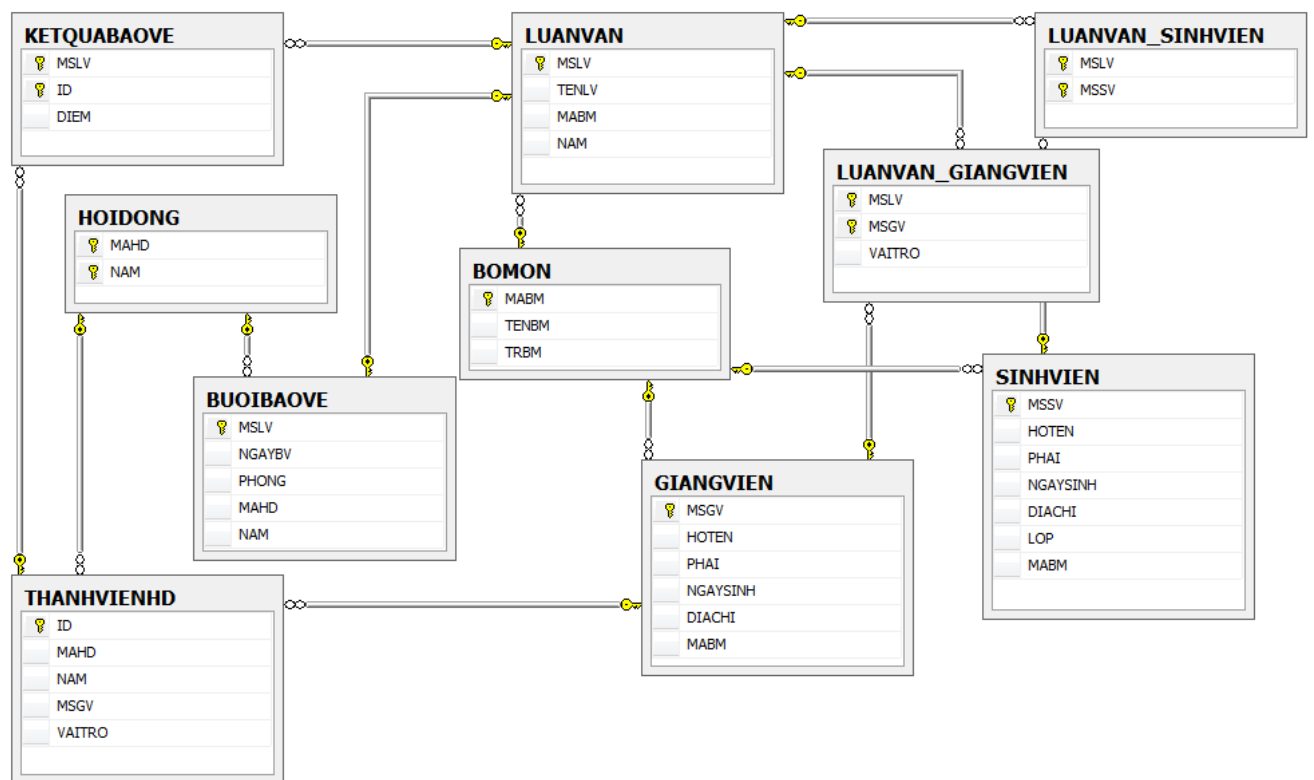 KETQUABAOVE
MSLV
ID
DIEM
LUANVAN
MSLV
TENLV
MABM
NAM
LUANVAN_SINHVIEN
MSLV
MSSV
LUANVAN_GIANGVIEN
MSLV
MSGV
VAITRO
HOIDONG
MAHD
NAM
BOMON
MABM
TENBM
TRBM
BUOIBAOVE
MSLV
NGAYBV
PHONG
MAHD
NAM
SINHVIEN
MSSV
HOTEN
PHAI
NGAYSINH
DIACHI
LOP
MABM
GIANGVIEN
MSGV
HOTEN
PHAI
NGAYSINH
DIACHI
MABM
THANHVIENHD
ID
MAHD
NAM
MSGV
VAITRO